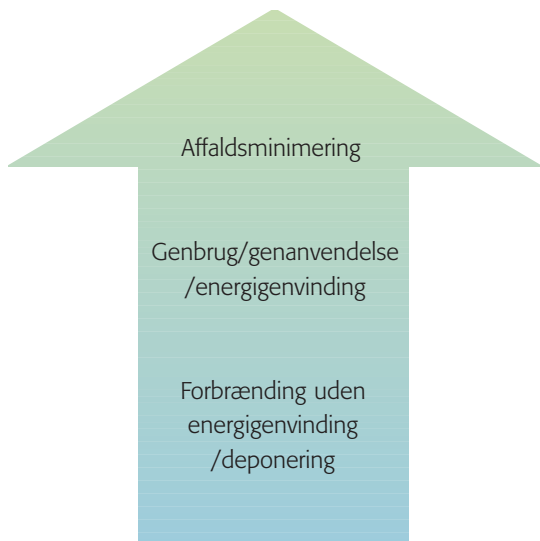 Affaldsminimering
Genbrug/genanvendelse
/energigenvinding
Forbrænding uden
energigenvinding
/deponering